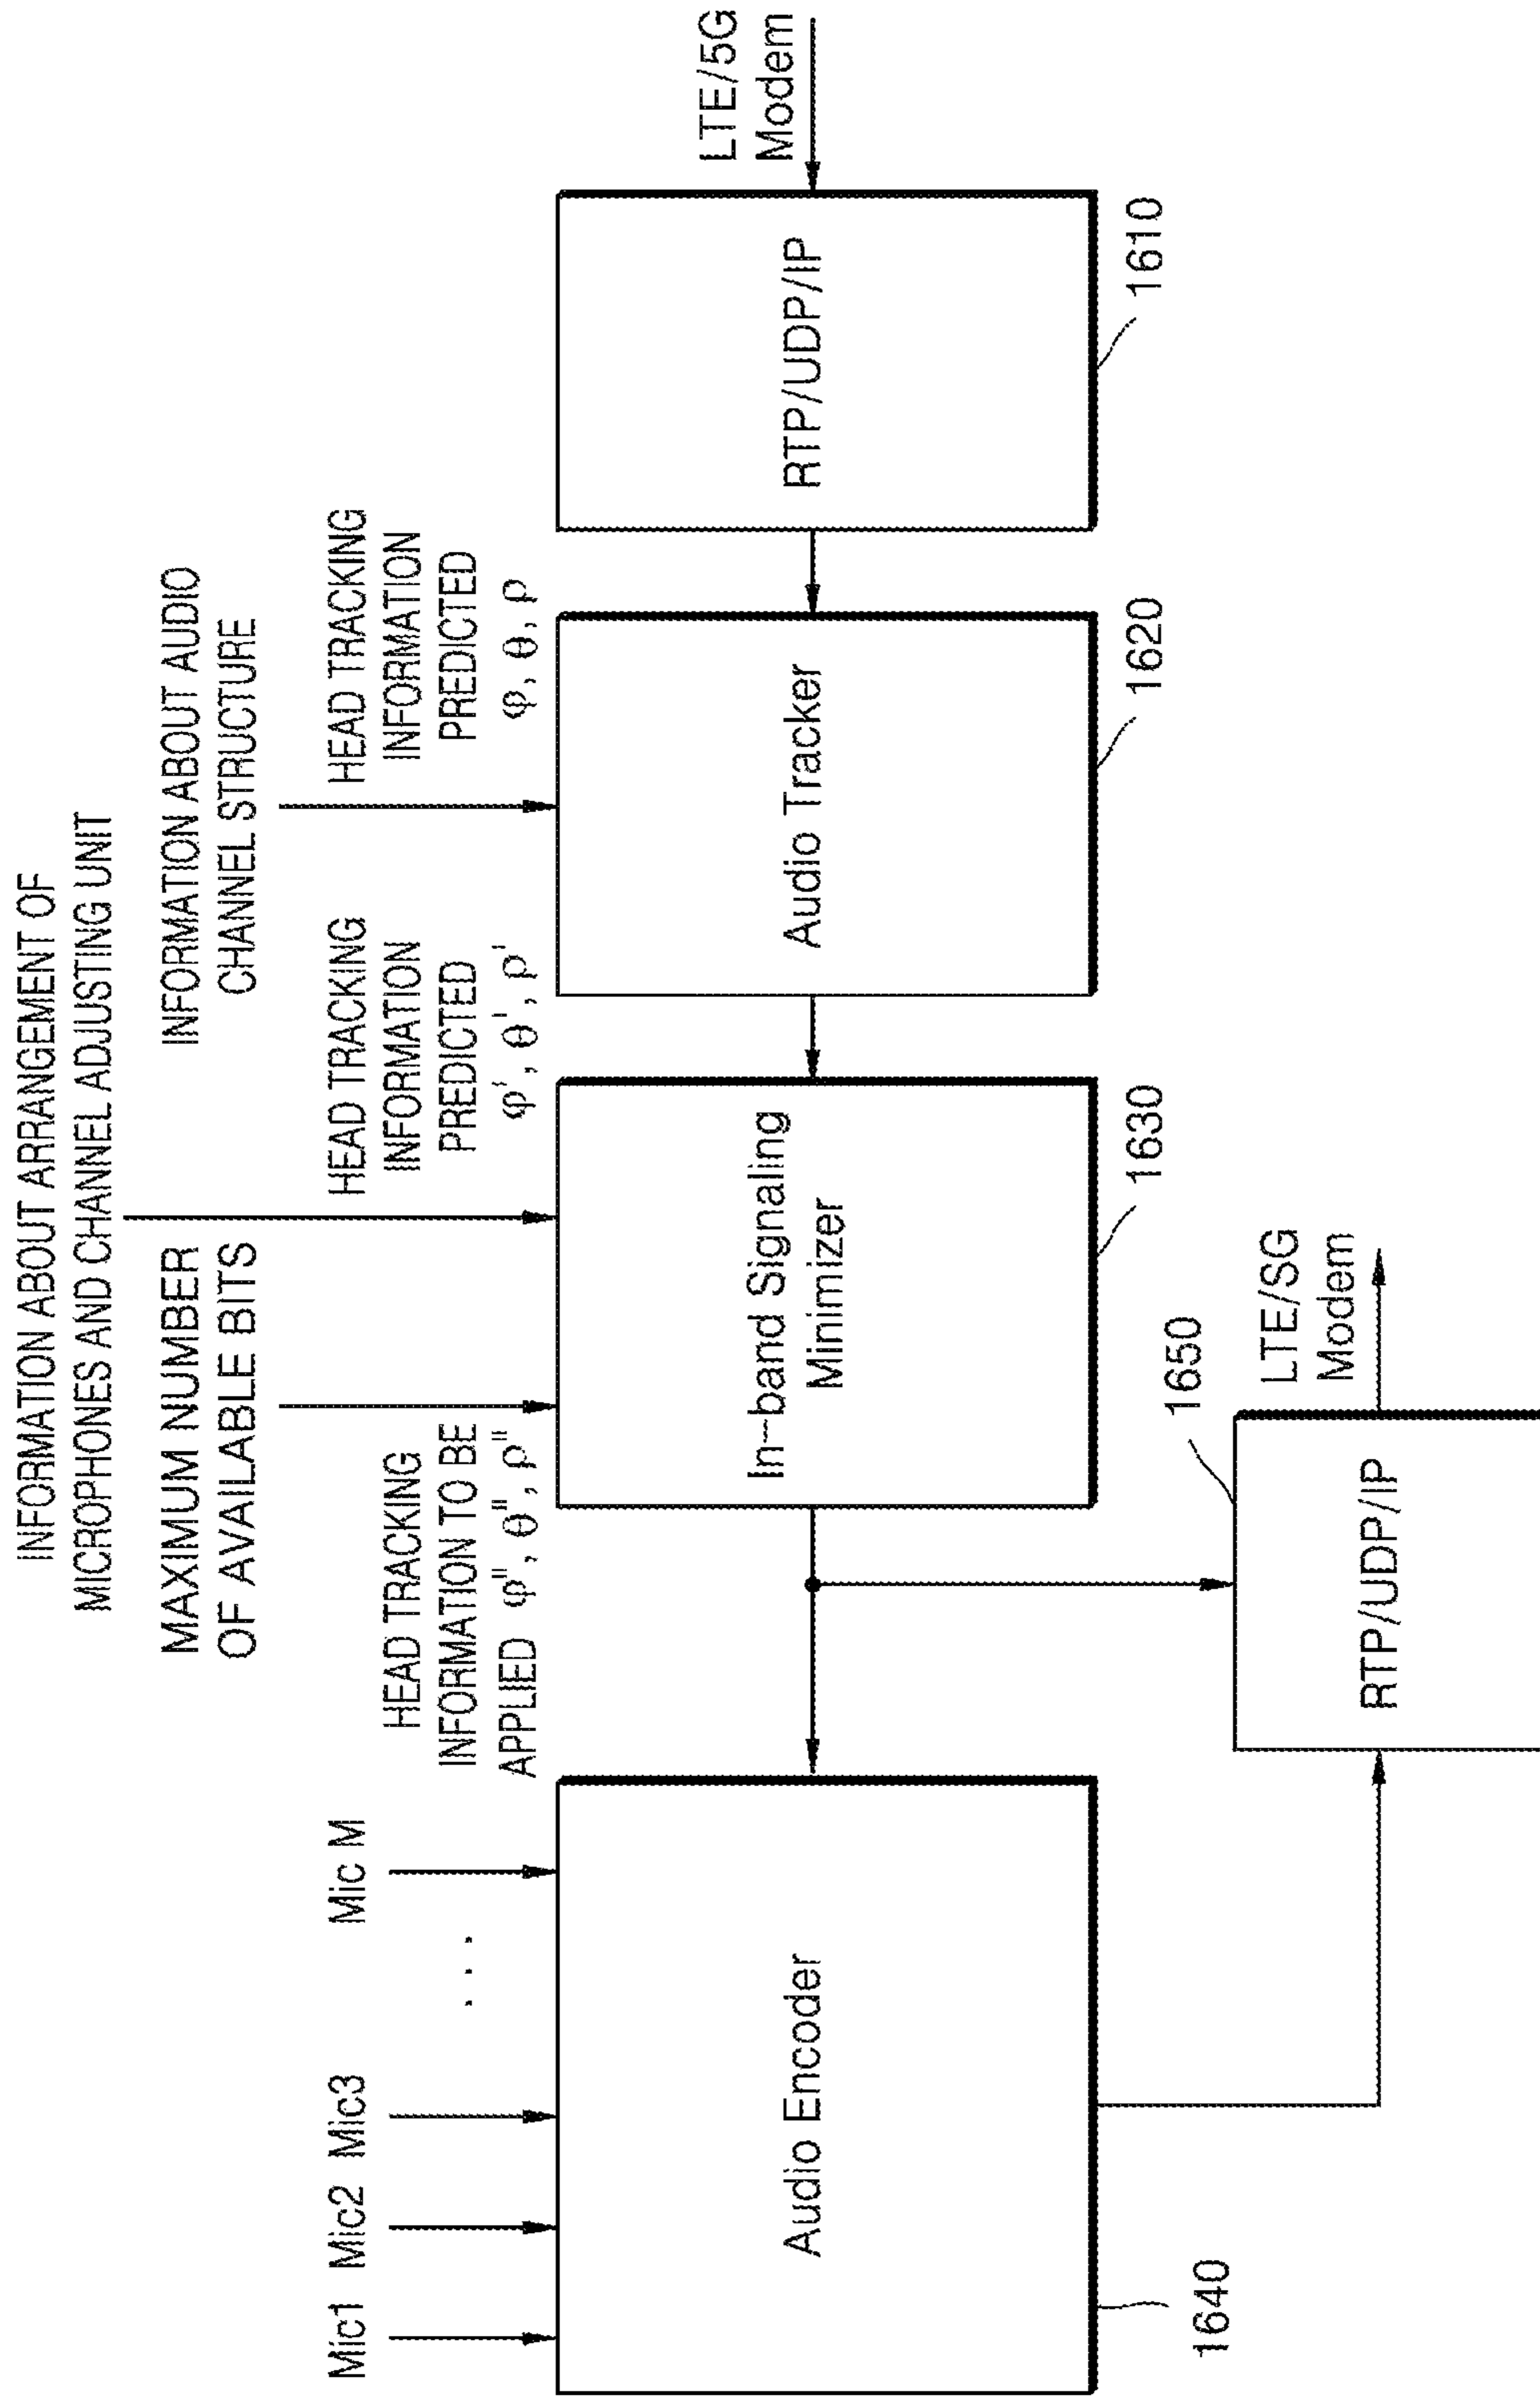 INFORMATION ABOUT ARRANGEMENT OF
MICROPHONES AND CHANNEL ADJUSTING UNIT
MAXIMUM NUMBER
OF AVAILABLE BITS
INFORMATION ABOUT AUDIO
CHANNEL STRUCTURE
Mic1
Mic2
Mic3
. . .
Mic M
HEAD TRACKING
INFORMATION TO BE
APPLIED φ", θ", ρ"
HEAD TRACKING
INFORMATION
PREDICTED
φ', θ', ρ'
HEAD TRACKING
INFORMATION
PREDICTED
φ, θ, ρ
LTE/5G
Modem
Audio Encoder
In-band Signaling
Minimizer
Audio Tracker
RTP/UDP/IP
1640
1630
1620
1610
1650
LTE/SG
Modem
RTP/UDP/IP